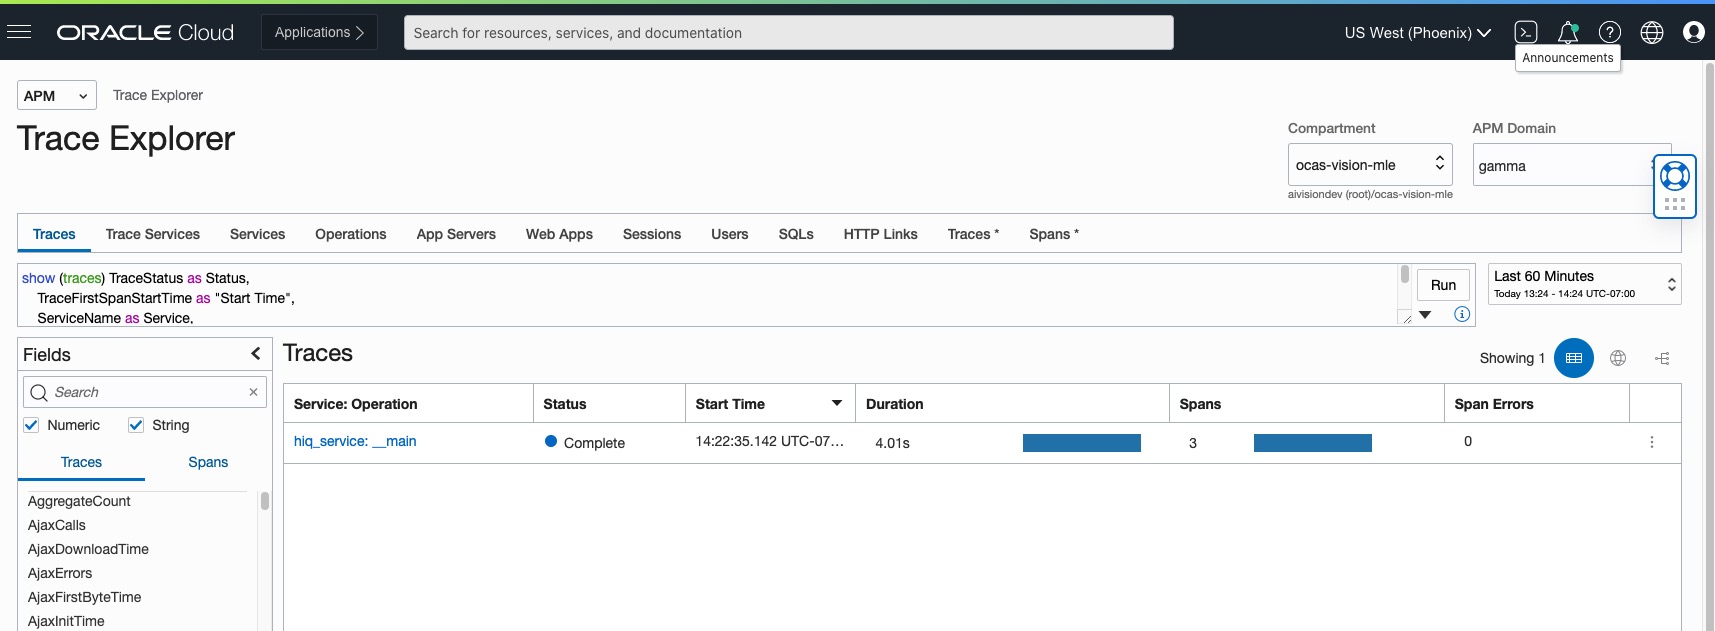 ORACLE Cloud
Applications
Search for resources, services, and documentation
US West (Phoenix)
Announcements
APM
Trace Explorer
Trace Explorer
Compartment
APM Domain
ocas-vision-mle
gamma
aivisiondev (root)/ocas-vision-mle
Traces Trace Services Services Operations App Servers Web Apps Sessions Users SQLs HTTP Links Traces * Spans *
show (traces) TraceStatus as Status,
TraceFirstSpanStartTime as "Start Time",
ServiceName as Service,
Run
Last 60 Minutes
Today 13:24 - 14:24 UTC-07:00
Fields
Search
Numeric String
Traces Spans
AggregateCount
AjaxCalls
AjaxDownloadTime
AjaxErrors
AjaxFirstByteTime
AjaxInitTime
Traces
Showing 1
Service: Operation Status Start Time Duration Spans Span Errors
hiq_service: __main Complete 14:22:35.142 UTC-07... 4.01s 3 0